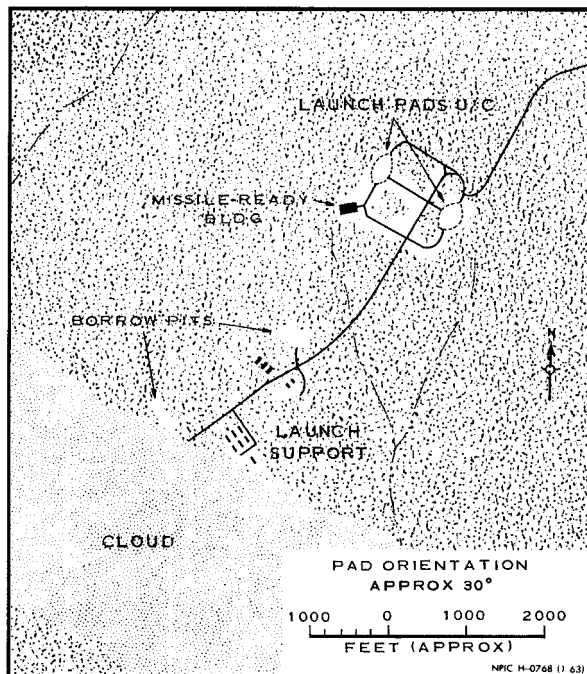 LAUNCH PADS U/C
MISSILE-READY
BLDG
N
BORROW PITS
LAUNCH
SUPPORT
CLOUD
PAD ORIENTATION
APPROX 30°
1000 0 1000 2000
FEET (APPROX)
NPIC H-0768 (1 63)